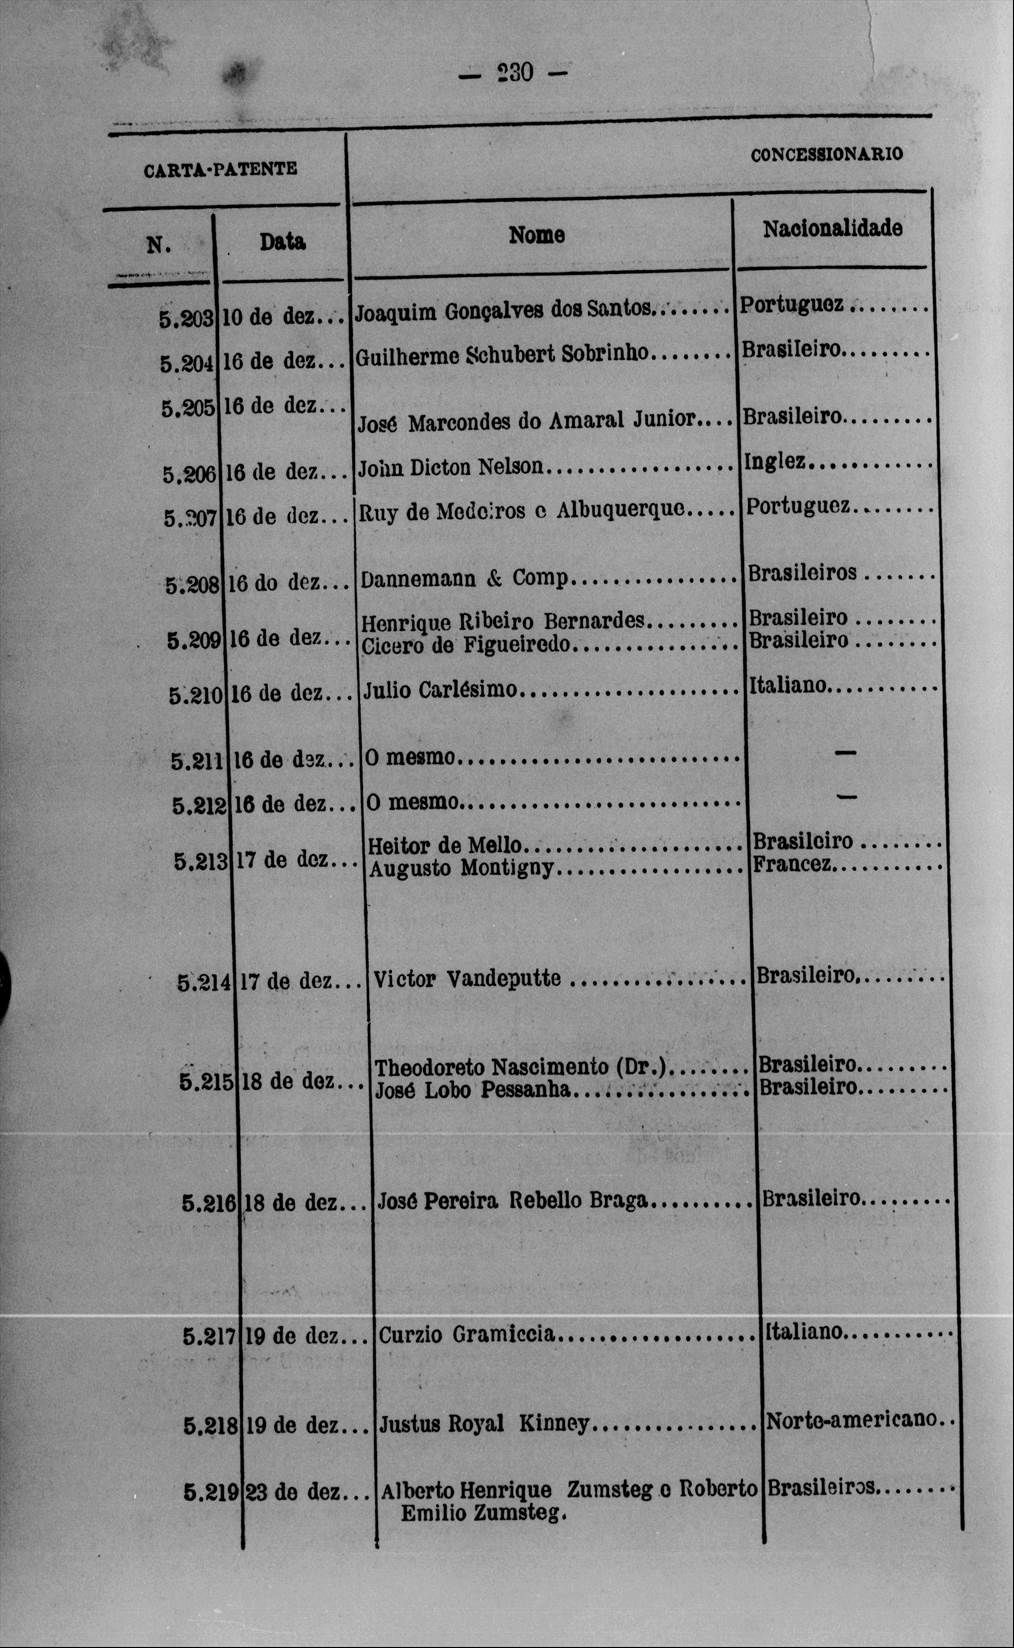 — 230 —
CARTA-PATENTE
CONCESSIONARIO
N.
Data
Nome
Nacionalidade
5.203 10 de dez... Joaquim Gonçalves dos Santos........ Portuguez........
5.204 16 de dez... Guilherme Schubert Sobrinho........ Brasileiro.........
5.205 16 de dez... José Marcondes do Amaral Junior.... Brasileiro.........
5.206 16 de dez... John Dicton Nelson.................. Inglez............
5.207 16 de dez... Ruy de Medeiros e Albuquerque..... Portuguez........
5.208 16 do dez... Dannemann & Comp................ Brasileiros.......
Henrique Ribeiro Bernardes......... Brasileiro........
5.209 16 de dez... Cicero de Figueiredo................ Brasileiro........
5.210 16 de dez... Julio Carlésimo..................... Italiano...........
5.211 16 de dez... O mesmo........................... —
5.212 16 de dez... O mesmo........................... —
Heitor de Mello..................... Brasileiro........
5.213 17 de dez... Augusto Montigny.................. Francez...........
5.214 17 de dez... Victor Vandeputte................. Brasileiro.........
Theodoreto Nascimento (Dr.)........ Brasileiro.........
5.215 18 de dez... José Lobo Pessanha................. Brasileiro.........
5.216 18 de dez... José Pereira Rebello Braga.......... Brasileiro.........
5.217 19 de dez... Curzio Gramiccia................... Italiano...........
5.218 19 de dez... Justus Royal Kinney................ Norte-americano..
5.219 23 de dez... Alberto Henrique Zumsteg e Roberto Brasileiros........
Emilio Zumsteg.